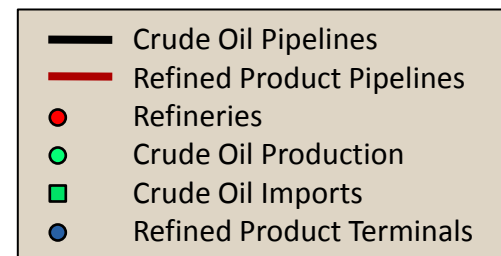 Crude Oil Pipelines
Refined Product Pipelines
Refineries
Crude Oil Production
Crude Oil Imports
Refined Product Terminals